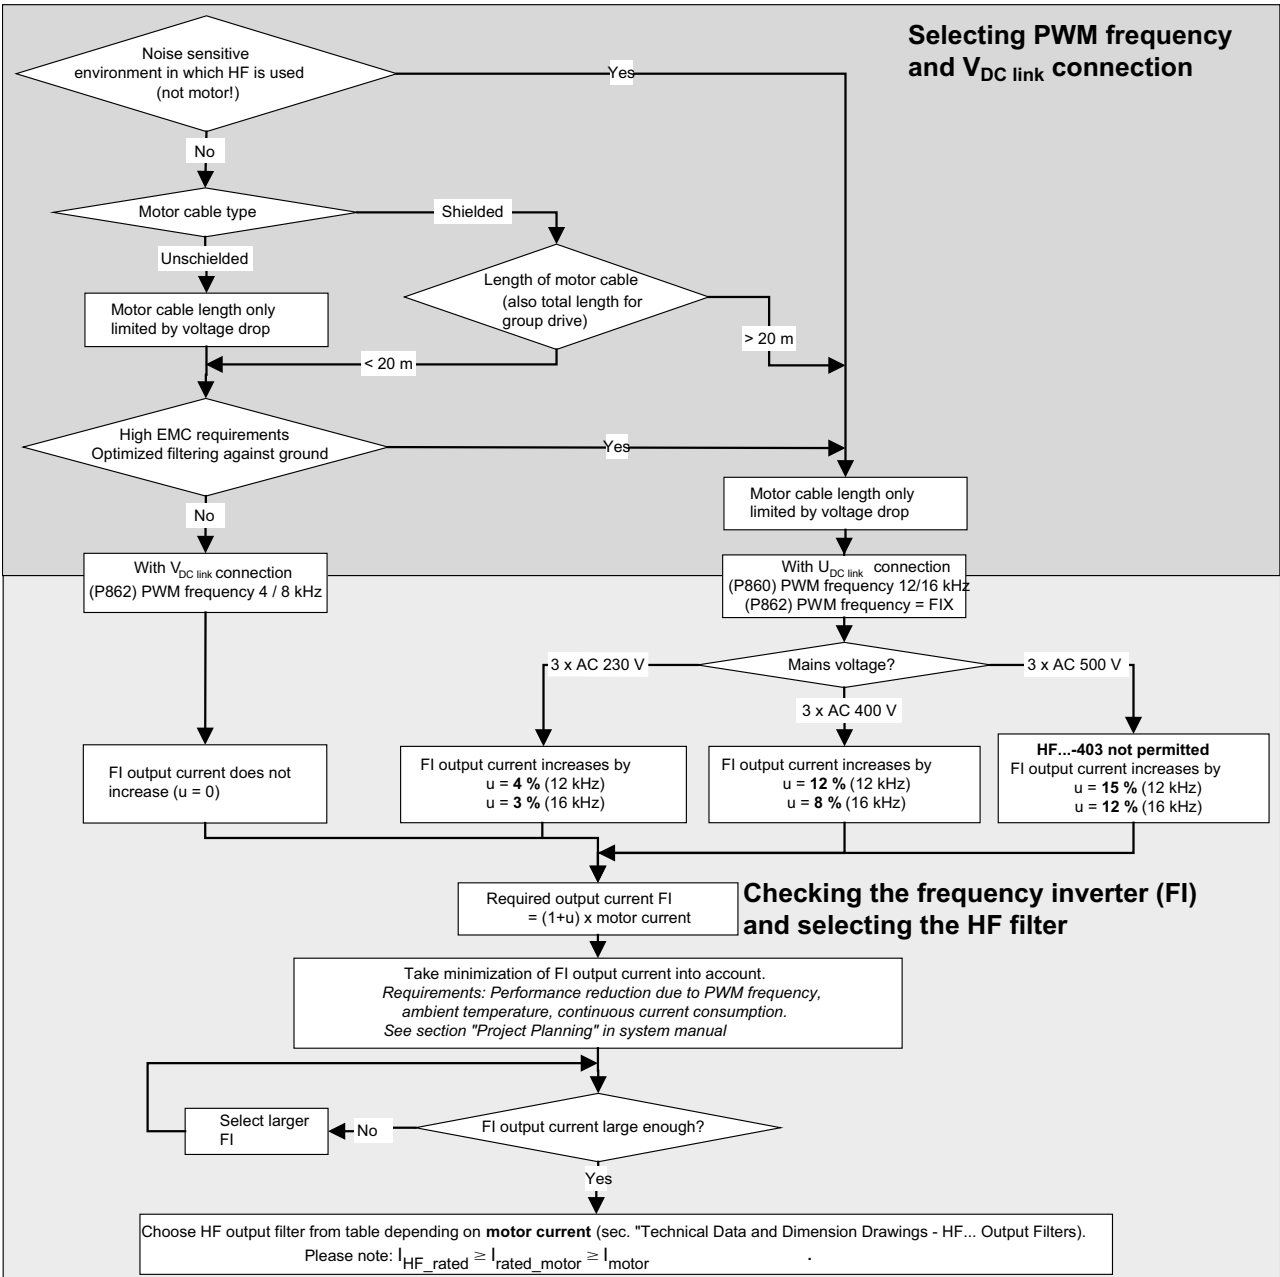 Selecting PWM frequency
and VDC link connection
Noise sensitive
environment in which HF is used
(not motor!)
Yes
No
Motor cable type
Shielded
Unschielded
Length of motor cable
(also total length for
group drive)
Motor cable length only
limited by voltage drop
> 20 m
< 20 m
High EMC requirements
Optimized filtering against ground
Yes
No
Motor cable length only
limited by voltage drop
With VDC link connection
(P862) PWM frequency 4 / 8 kHz
With UDC link connection
(P860) PWM frequency 12/16 kHz
(P862) PWM frequency = FIX
Mains voltage?
3 x AC 230 V
3 x AC 500 V
3 x AC 400 V
FI output current does not
increase (u = 0)
FI output current increases by
u = 4 % (12 kHz)
u = 3 % (16 kHz)
FI output current increases by
u = 12 % (12 kHz)
u = 8 % (16 kHz)
HF...-403 not permitted
FI output current increases by
u = 15 % (12 kHz)
u = 12 % (16 kHz)
Checking the frequency inverter (FI)
and selecting the HF filter
Required output current FI
= (1+u) x motor current
Take minimization of FI output current into account.
Requirements: Performance reduction due to PWM frequency,
ambient temperature, continuous current consumption.
See section "Project Planning" in system manual
Select larger
FI
No
FI output current large enough?
Yes
Choose HF output filter from table depending on motor current (sec. "Technical Data and Dimension Drawings - HF... Output Filters).
Please note: IHF_rated ≥ Irated_motor ≥ Imotor .